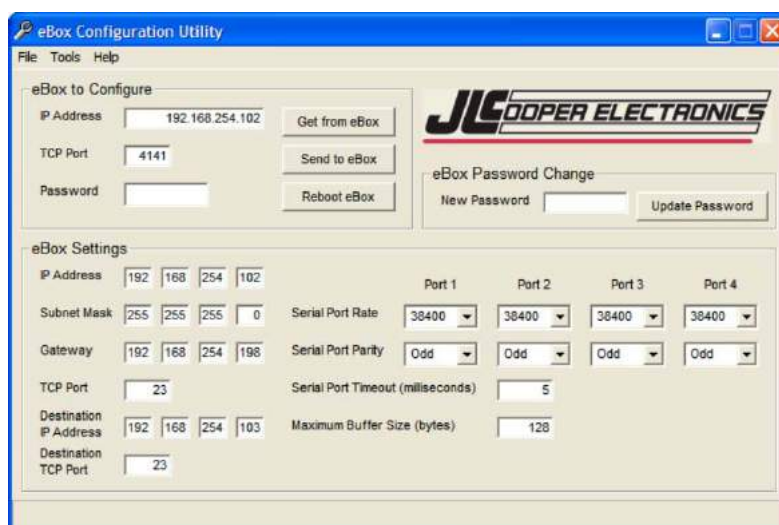 eBox Configuration Utility
File Tools Help
eBox to Configure
IP Address 192.168.254.102 Get from eBox
TCP Port 4141 Send to eBox
Password Reboot eBox
JLCOOPER ELECTRONICS
eBox Password Change
New Password Update Password
eBox Settings
IP Address 192 168 254 102 Port 1 Port 2 Port 3 Port 4
Subnet Mask 255 255 255 0 Serial Port Rate 38400 38400 38400 38400
Gateway 192 168 254 198 Serial Port Parity Odd Odd Odd Odd
TCP Port 23 Serial Port Timeout (milliseconds) 5
Destination
IP Address 192 168 254 103 Maximum Buffer Size (bytes) 128
Destination
TCP Port 23